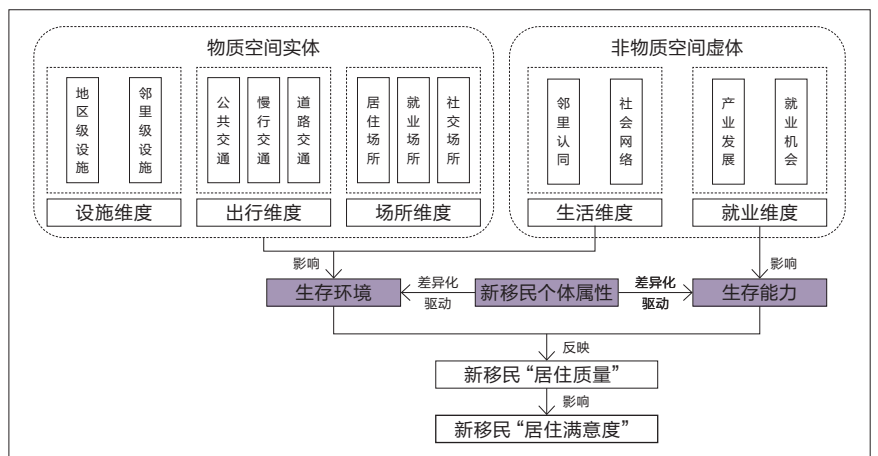 物质空间实体
非物质空间虚体
地区级设施
邻里级设施
公共交通
慢行交通
道路交通
居住场所
就业场所
社交场所
邻里认同
社会网络
产业发展
就业机会
设施维度
出行维度
场所维度
生活维度
就业维度
影响
影响
生存环境
差异化
驱动
新移民个体属性
差异化
驱动
生存能力
反映
新移民“居住质量”
影响
新移民“居住满意度”